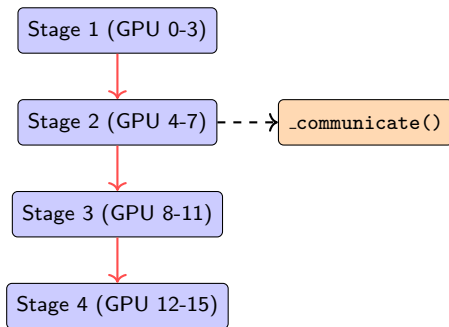 Stage 1 (GPU 0-3)
Stage 2 (GPU 4-7)
_communicate()
Stage 3 (GPU 8-11)
Stage 4 (GPU 12-15)